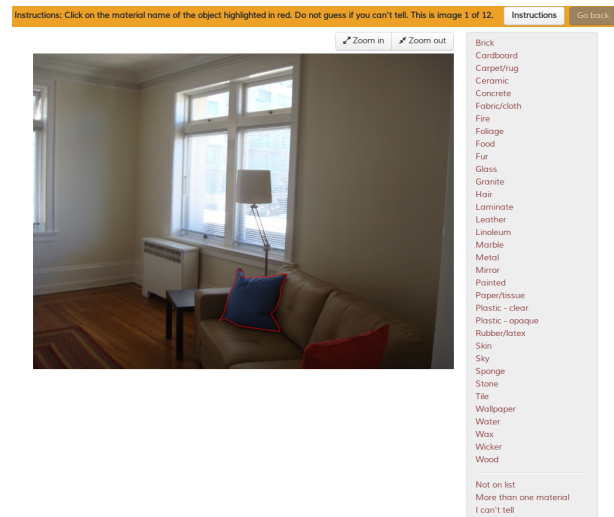 Instructions: Click on the material name of the object highlighted in red. Do not guess if you can't tell. This is image 1 of 12. Instructions Go back
Zoom in Zoom out
Brick
Cardboard
Carpet/rug
Ceramic
Concrete
Fabric/cloth
Fire
Foliage
Food
Fur
Glass
Granite
Hair
Laminate
Leather
Linoleum
Marble
Metal
Mirror
Painted
Paper/tissue
Plastic - clear
Plastic - opaque
Rubber/latex
Skin
Sky
Sponge
Stone
Tile
Wallpaper
Water
Wax
Wicker
Wood
Not on list
More than one material
I can't tell